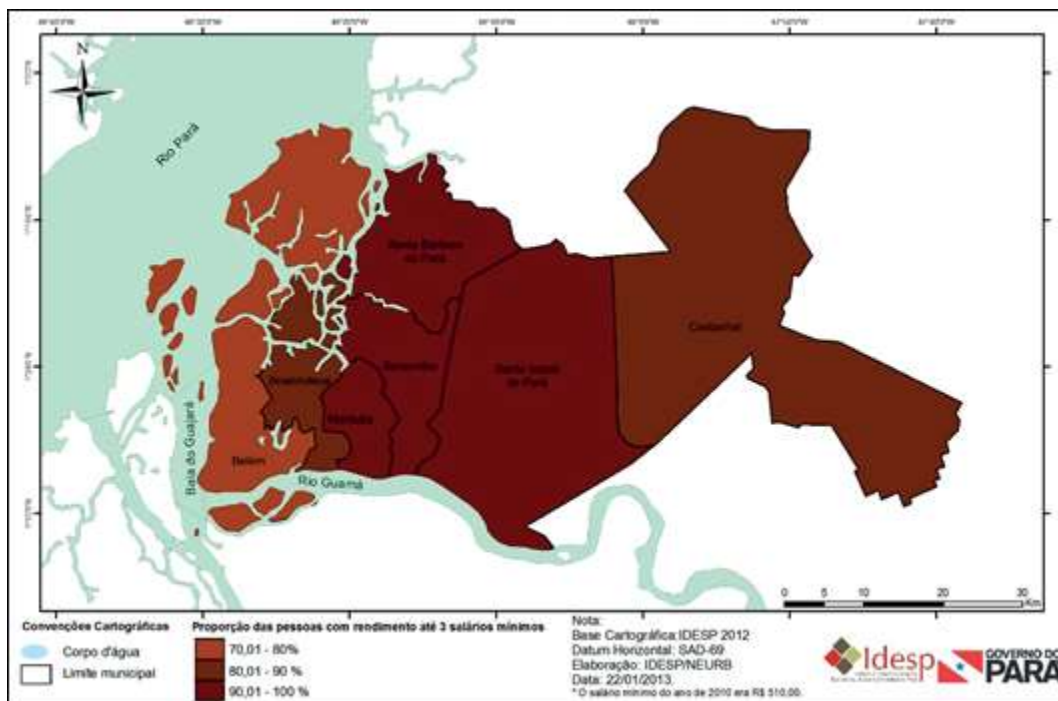 N
Rio Pará
Santa Bárbara
do Pará
Castanhal
Ananindeua
Benevides
Santa Isabel
do Pará
Marituba
Belém
Baía do Guajará
Rio Guamá
0 5 10 20 30
Km
Convenções Cartográficas
Corpo d'água
Limite municipal
Proporção das pessoas com rendimento até 3 salários mínimos
70,01 - 80%
80,01 - 90 %
90,01 - 100 %
Nota:
Base Cartográfica:IDESP 2012
Datum Horizontal: SAD-69
Elaboração: IDESP/NEURB
Data: 22/01/2013.
* O salário mínimo do ano de 2010 era R$ 510,00.
Idesp
GOVERNO DO
PARÁ